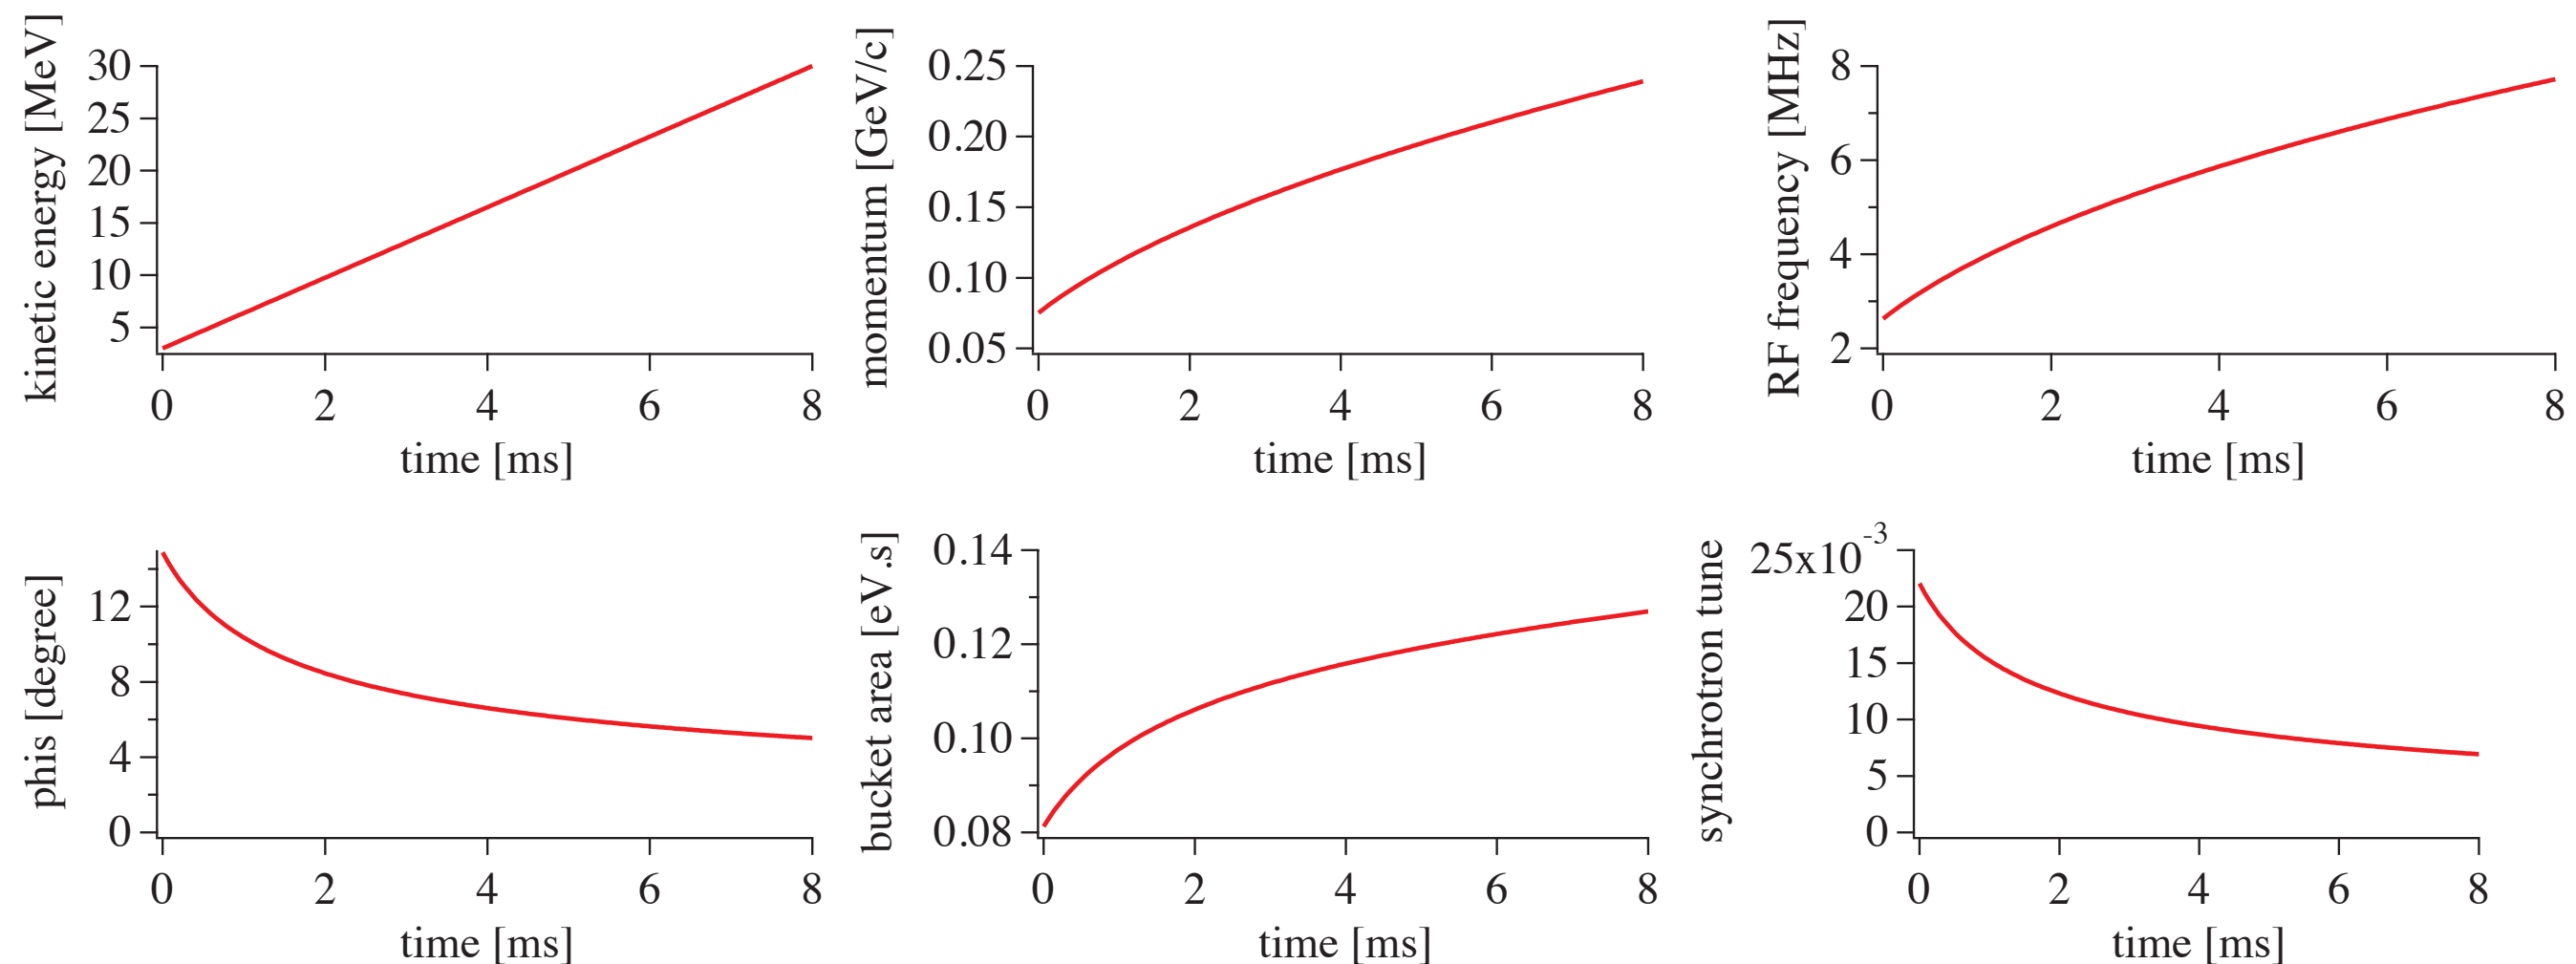 kinetic energy [MeV]
30
25
20
15
10
5
0 2 4 6 8
time [ms]
momentum [GeV/c]
0.25
0.20
0.15
0.10
0.05
0 2 4 6 8
time [ms]
RF frequency [MHz]
8
6
4
2
0 2 4 6 8
time [ms]
phis [degree]
12
8
4
0
0 2 4 6 8
time [ms]
bucket area [eV.s]
0.14
0.12
0.10
0.08
0 2 4 6 8
time [ms]
synchrotron tune
25x10-3
20
15
10
5
0
0 2 4 6 8
time [ms]